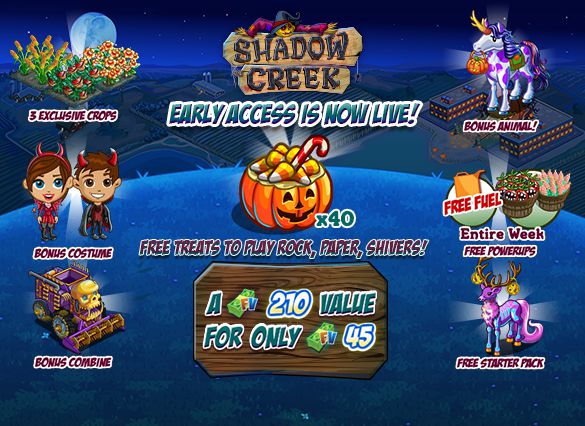 SHADOW
CREEK
EARLY ACCESS IS NOW LIVE!
3 EXCLUSIVE CROPS
BONUS ANIMAL!
BONUS COSTUME
x40
FREE FUEL
Entire Week
FREE POWERUPS
FREE TREATS TO PLAY ROCK, PAPER, SHIVERS!
BONUS COMBINE
A FV 210 VALUE
FOR ONLY FV 45
FREE STARTER PACK